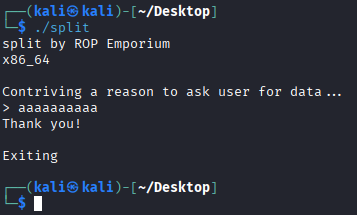 ┌──(kali㉿kali)-[~/Desktop]
└─$ ./split
split by ROP Emporium
x86_64
Contriving a reason to ask user for data...
> aaaaaaaaaa
Thank you!
Exiting
┌──(kali㉿kali)-[~/Desktop]
└─$